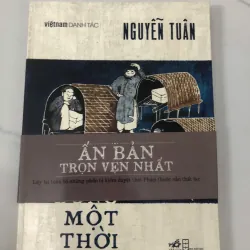 việtnam DANH TÁC
NGUYỄN TUÂN
ẤN BẢN
TRỌN VẸN NHẤT
MỘT THỜI